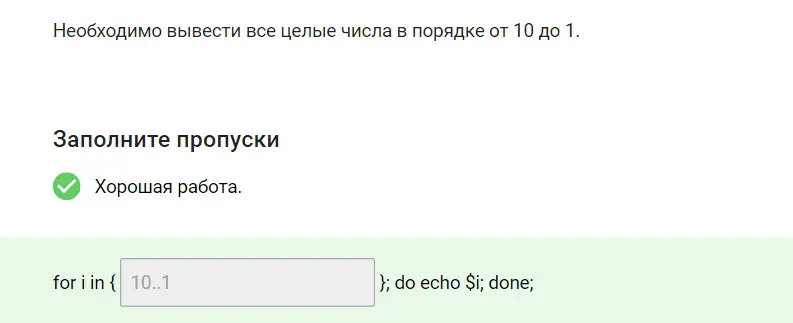 Необходимо вывести все целые числа в порядке от 10 до 1.
Заполните пропуски
Хорошая работа.
for i in { 10..1 }; do echo $i; done;